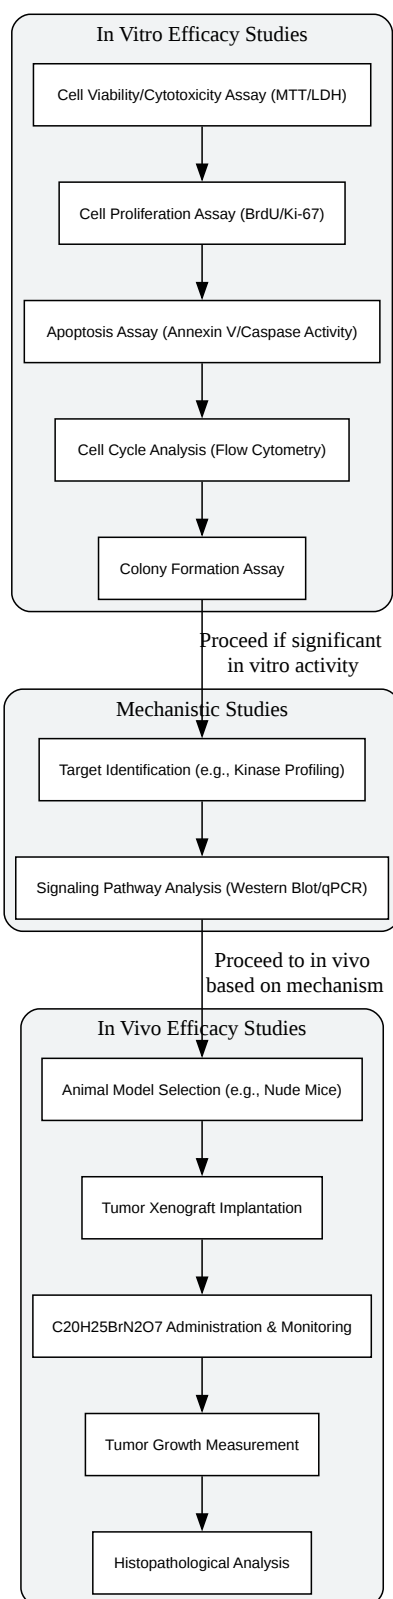 In Vitro Efficacy Studies
Cell Viability/Cytotoxicity Assay (MTT/LDH)
Cell Proliferation Assay (BrdU/Ki-67)
Apoptosis Assay (Annexin V/Caspase Activity)
Cell Cycle Analysis (Flow Cytometry)
Colony Formation Assay
Proceed if significant
in vitro activity
Mechanistic Studies
Target Identification (e.g., Kinase Profiling)
Signaling Pathway Analysis (Western Blot/qPCR)
Proceed to in vivo
based on mechanism
In Vivo Efficacy Studies
Animal Model Selection (e.g., Nude Mice)
Tumor Xenograft Implantation
C20H25BrN2O7 Administration & Monitoring
Tumor Growth Measurement
Histopathological Analysis